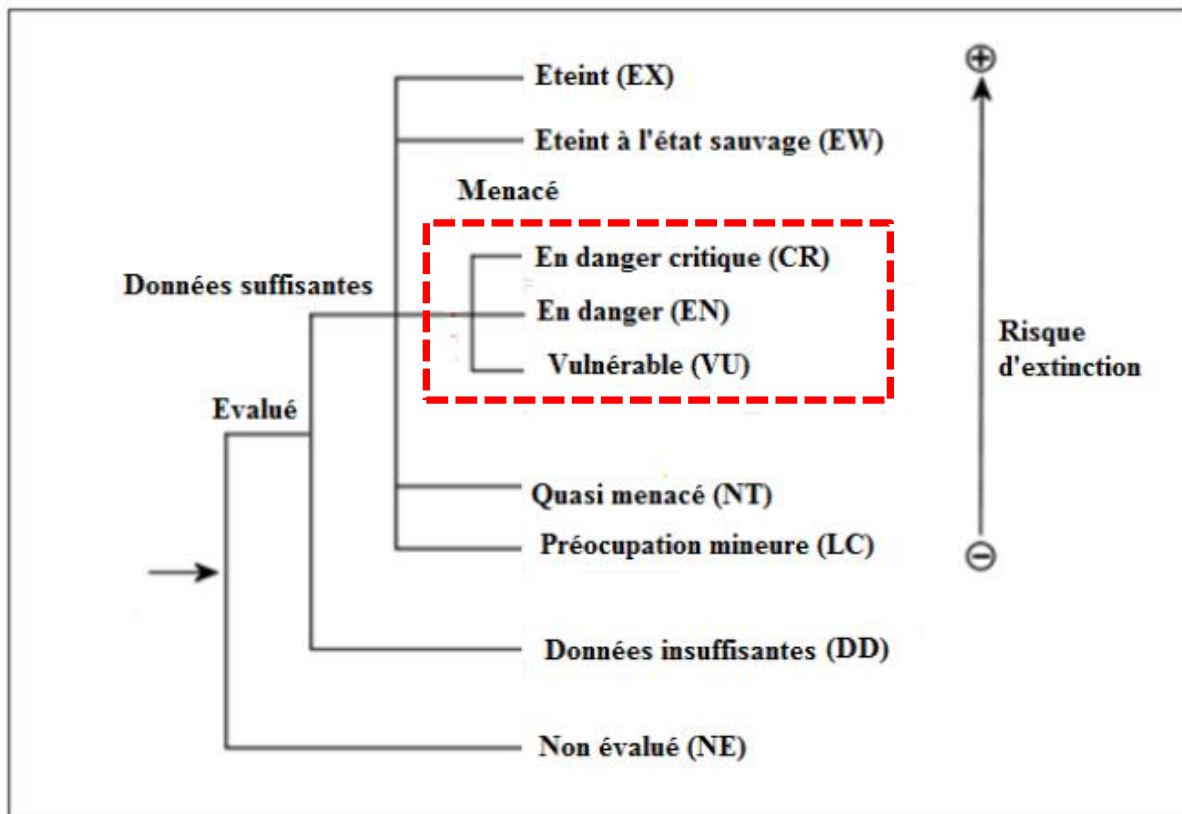 Eteint (EX)
Eteint à l'état sauvage (EW)
Menacé
En danger critique (CR)
Données suffisantes
En danger (EN)
Risque
d'extinction
Vulnérable (VU)
Evalué
Quasi menacé (NT)
Préocupation mineure (LC)
Données insuffisantes (DD)
Non évalué (NE)